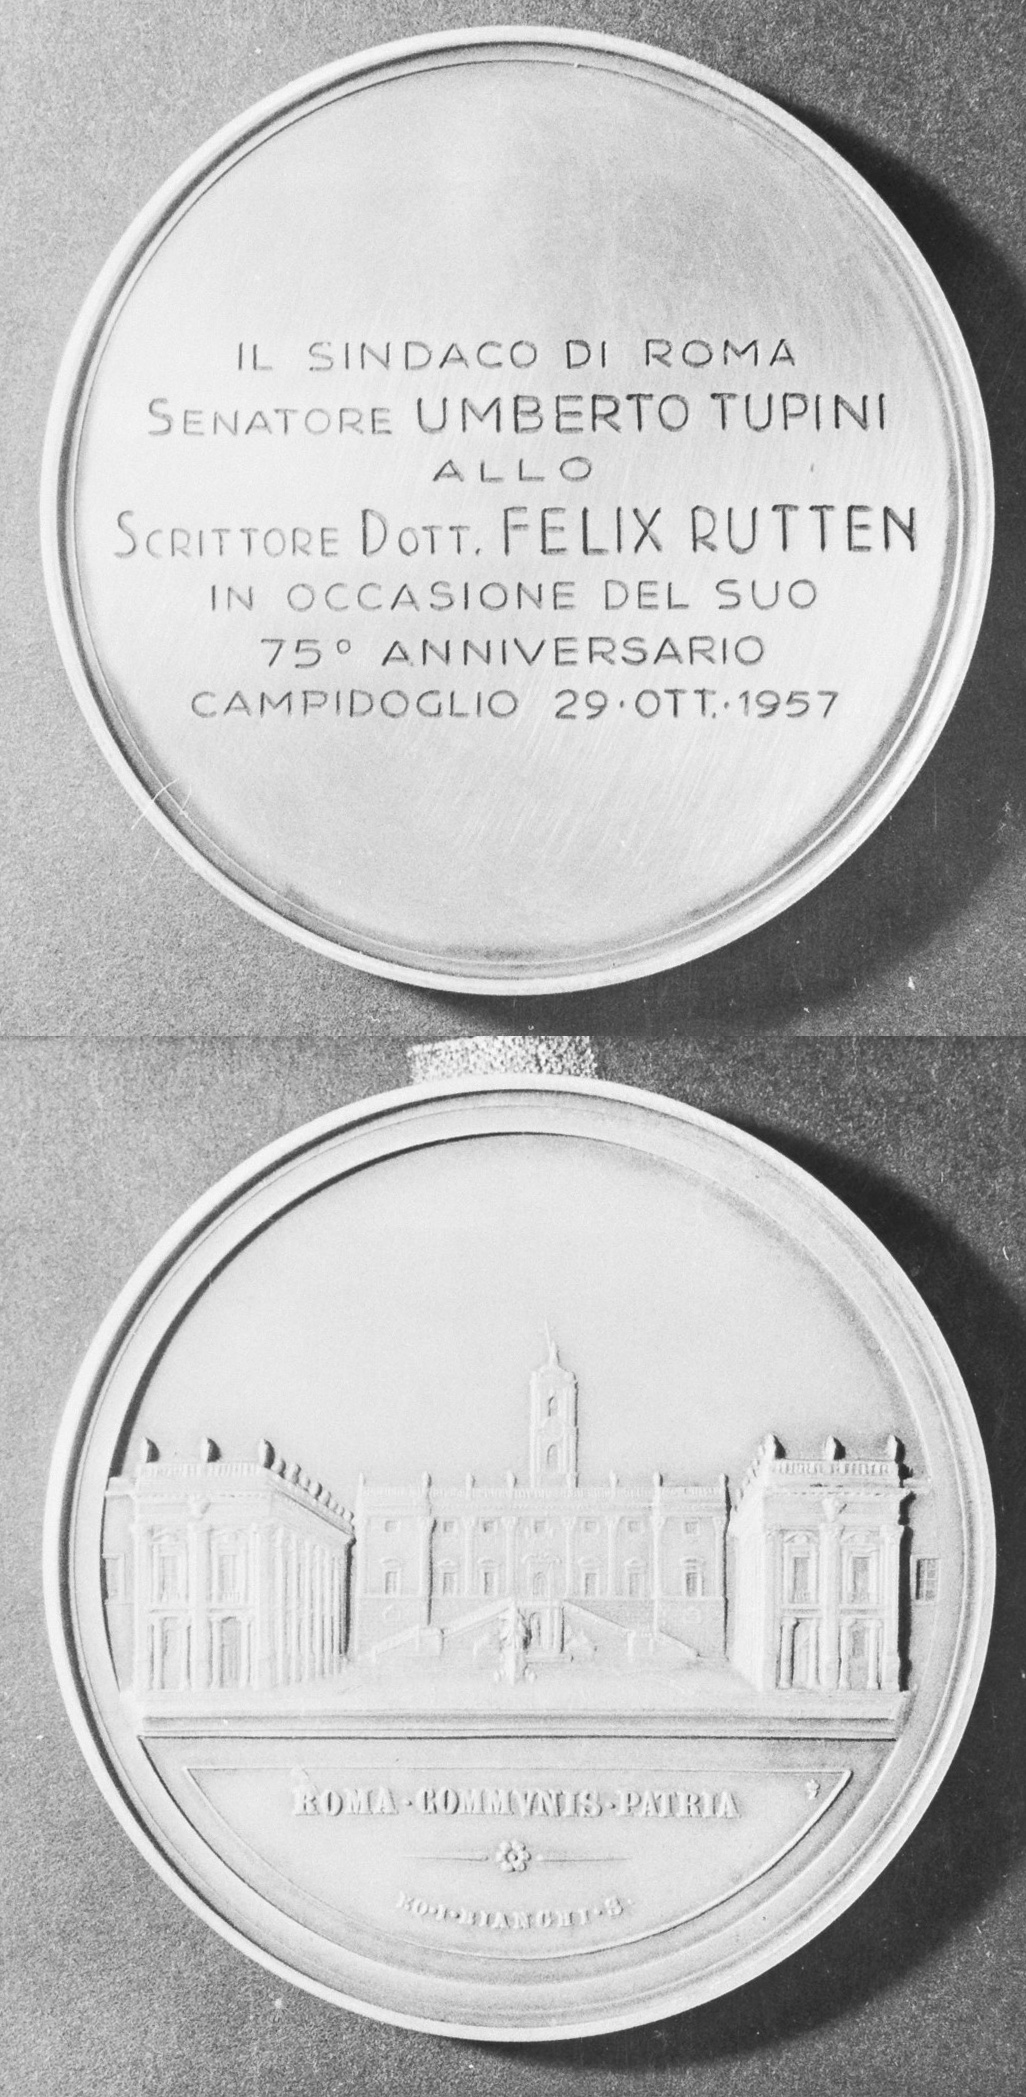 IL SINDACO DI ROMA
SENATORE UMBERTO TUPINI
ALLO
SCRITTORE DOTT. FELIX RUTTEN
IN OCCASIONE DEL SUO
75° ANNIVERSARIO
CAMPIDOGLIO 29·OTT.·1957
ROMA·COMMVNIS·PATRIA
BIANCHI·S·